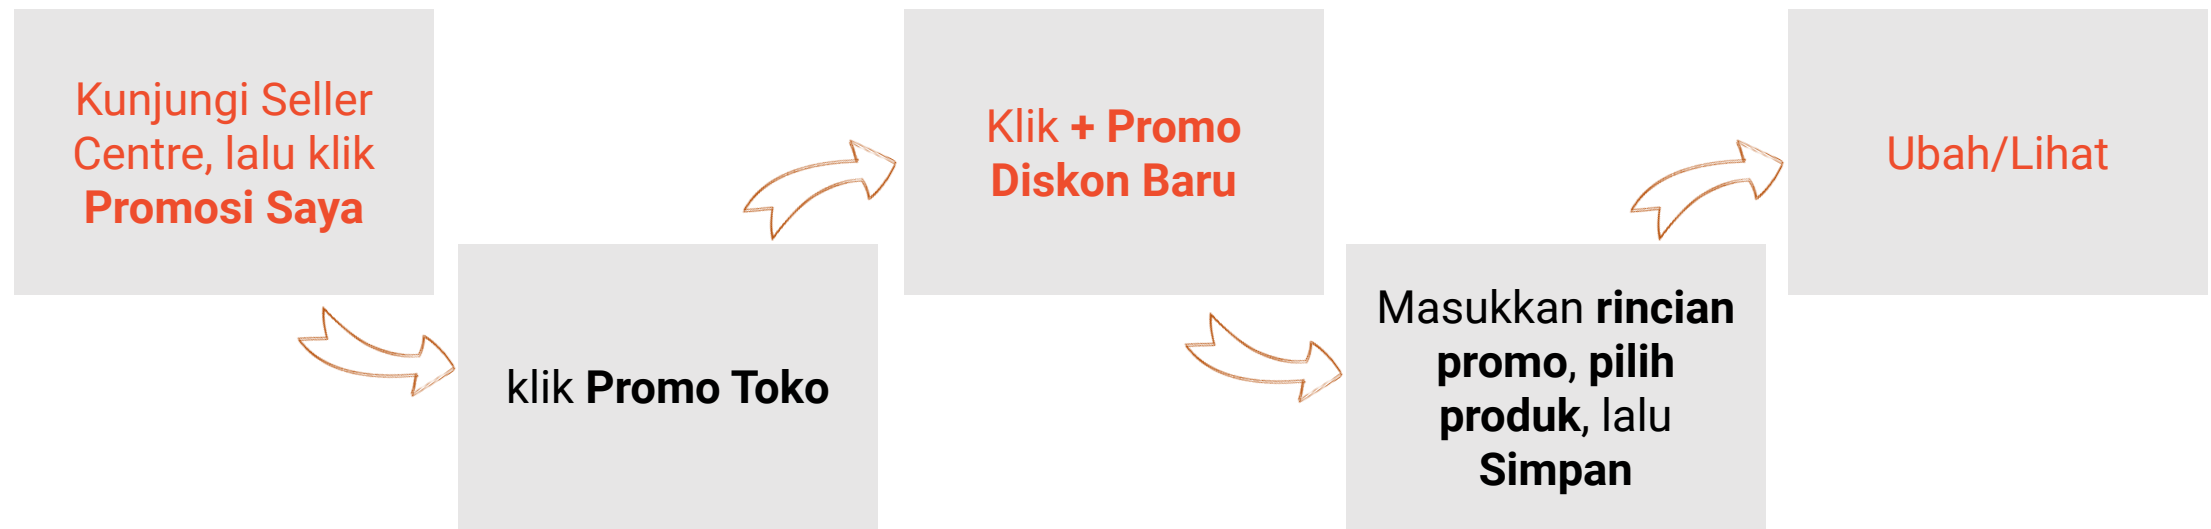 Kunjungi Seller
Centre, lalu klik
Promosi Saya
klik Promo Toko
Klik + Promo
Diskon Baru
Masukkan rincian
promo, pilih
produk, lalu
Simpan
Ubah/Lihat